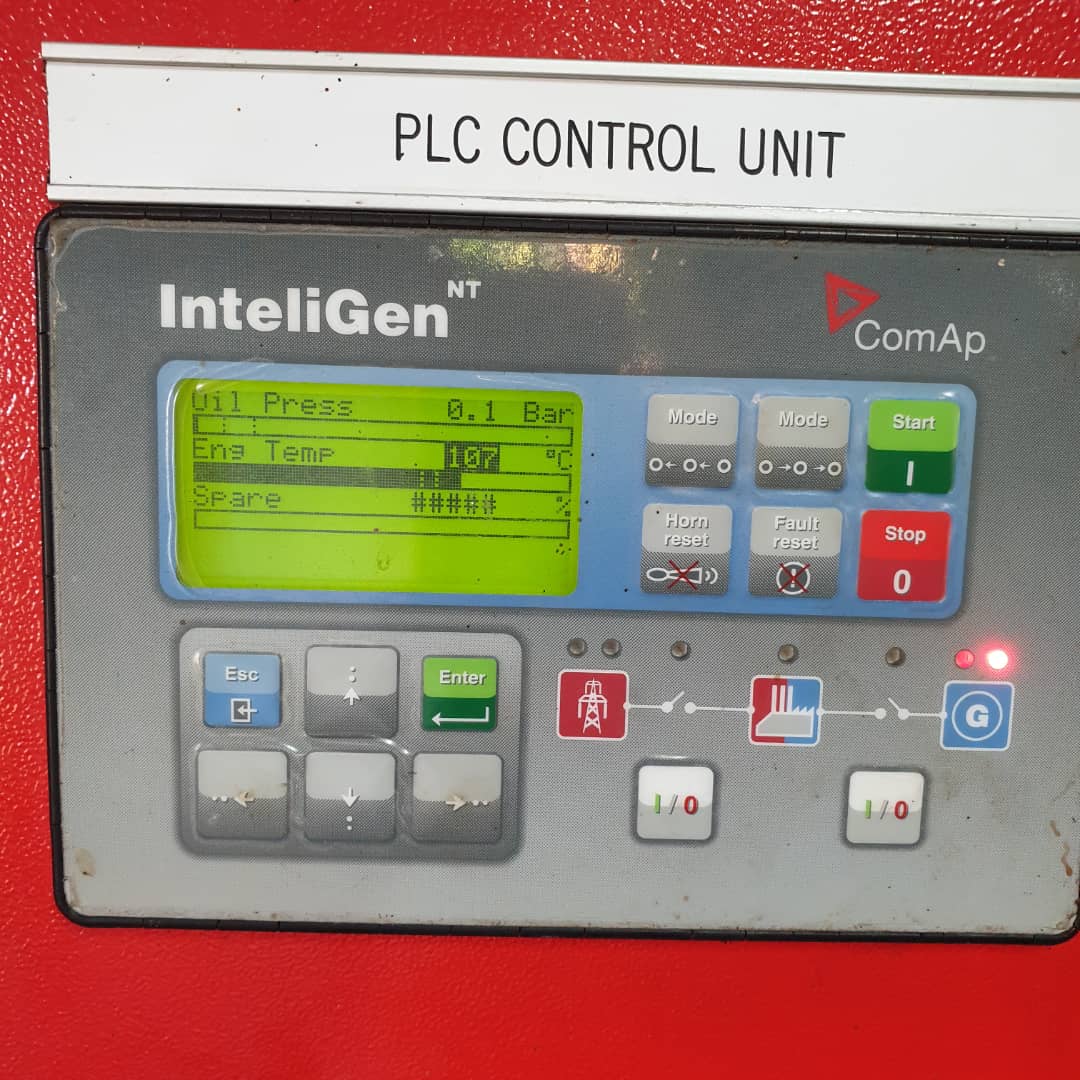 PLC CONTROL UNIT
InteliGen NT
ComAp
Oil Press 0.1 Bar
Eng Temp 107 °C
Spare ##### %
Mode
Mode
Start
I
Horn reset
Fault reset
Stop
0
Esc
Enter
G
I/0
I/0